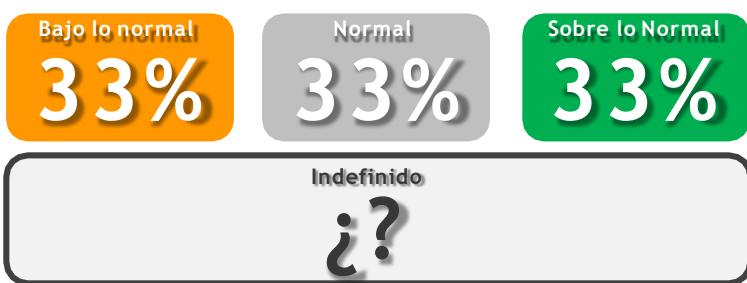 Bajo lo normal
33%
Normal
33%
Sobre lo Normal
33%
Indefinido
¿?